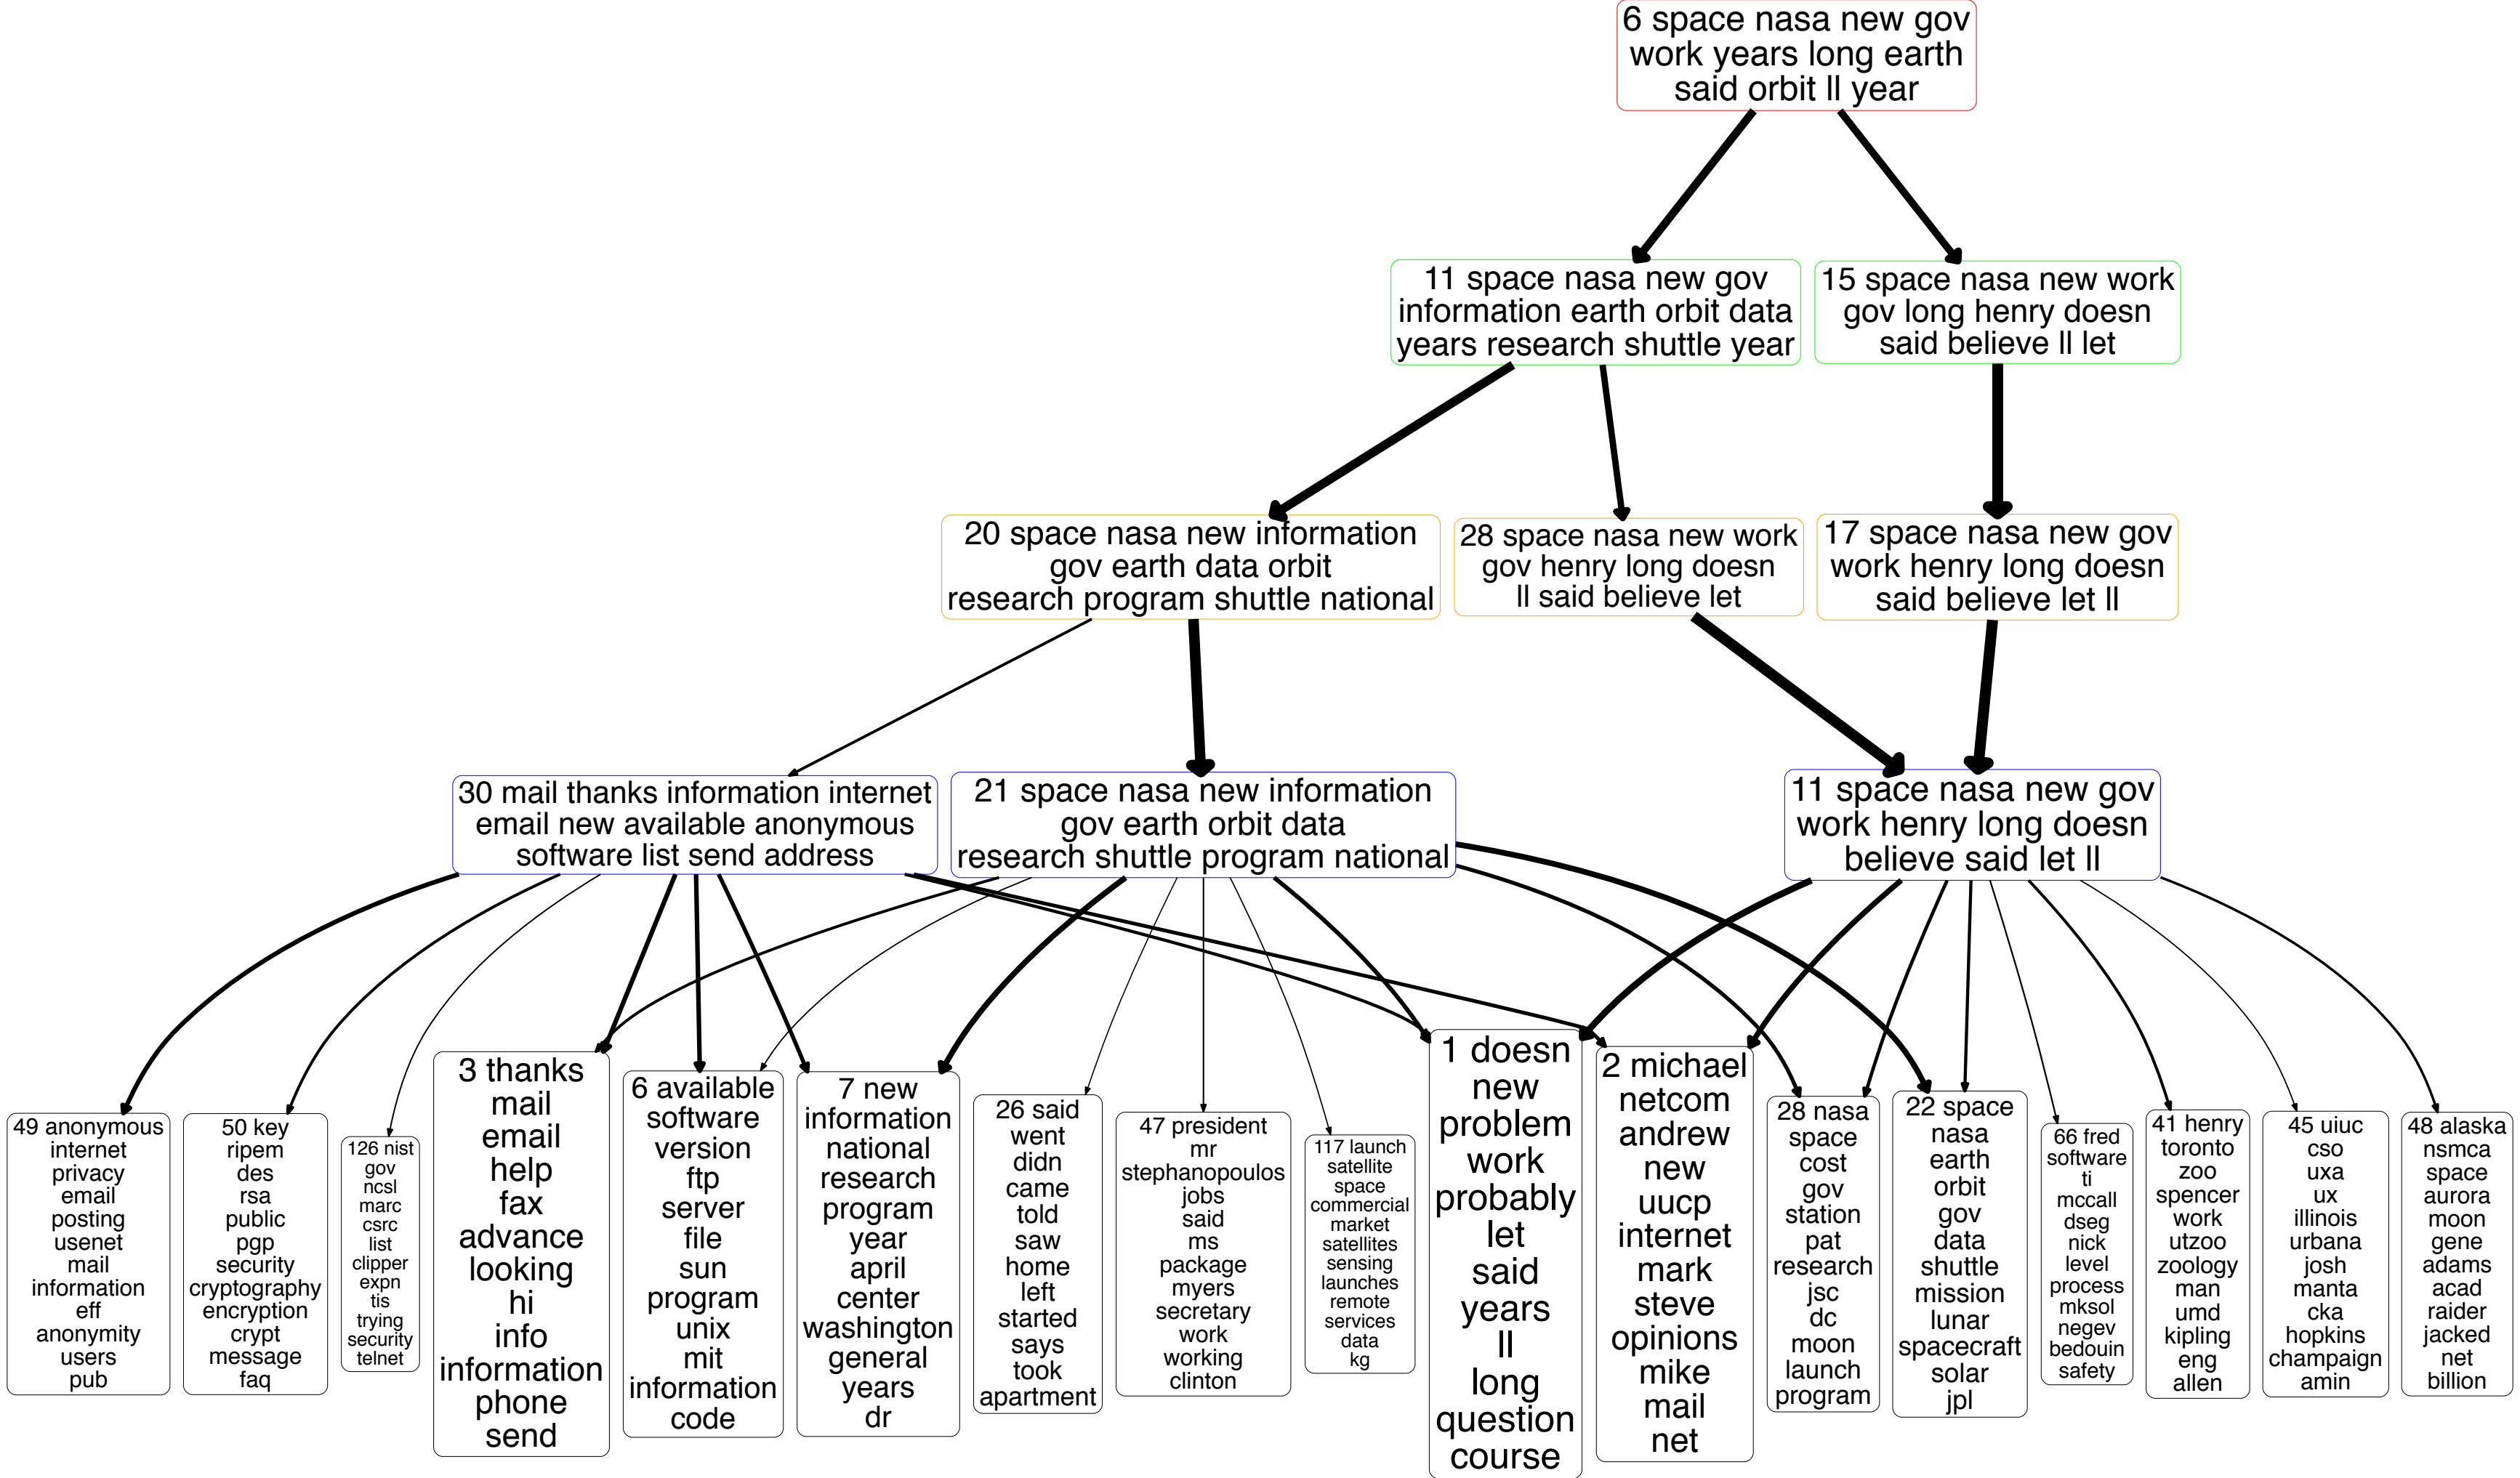 6 space nasa new gov
work years long earth
said orbit ll year
11 space nasa new gov
information earth orbit data
years research shuttle year
15 space nasa new work
gov long henry doesn
said believe ll let
20 space nasa new information
gov earth data orbit
research program shuttle national
28 space nasa new work
gov henry long doesn
ll said believe let
17 space nasa new gov
work henry long doesn
said believe let ll
30 mail thanks information internet
email new available anonymous
software list send address
21 space nasa new information
gov earth orbit data
research shuttle program national
11 space nasa new gov
work henry long doesn
believe said let ll
49 anonymous
internet
privacy
email
posting
usenet
mail
information
eff
anonymity
users
pub
50 key
ripem
des
rsa
public
pgp
security
cryptography
encryption
crypt
message
faq
126 nist
gov
ncsl
marc
csrc
list
clipper
expn
tis
trying
security
telnet
3 thanks
mail
email
help
fax
advance
looking
hi
info
information
phone
send
6 available
software
version
ftp
server
file
sun
program
unix
mit
information
code
7 new
information
national
research
program
year
april
center
washington
general
years
dr
26 said
went
didn
came
told
saw
home
left
started
says
took
apartment
47 president
mr
stephanopoulos
jobs
said
ms
package
myers
secretary
work
working
clinton
117 launch
satellite
space
commercial
market
satellites
sensing
launches
remote
services
data
kg
1 doesn
new
problem
work
probably
let
said
years
ll
long
question
course
2 michael
netcom
andrew
new
uucp
internet
mark
steve
opinions
mike
mail
net
28 nasa
space
cost
gov
station
pat
research
jsc
dc
moon
launch
program
22 space
nasa
earth
orbit
gov
data
shuttle
mission
lunar
spacecraft
solar
jpl
66 fred
software
ti
mccall
dseg
nick
level
process
mksol
negev
bedouin
safety
41 henry
toronto
zoo
spencer
work
utzoo
zoology
man
umd
kipling
eng
allen
45 uiuc
cso
uxa
ux
illinois
urbana
josh
manta
cka
hopkins
champaign
amin
48 alaska
nsmca
space
aurora
moon
gene
adams
acad
raider
jacked
net
billion